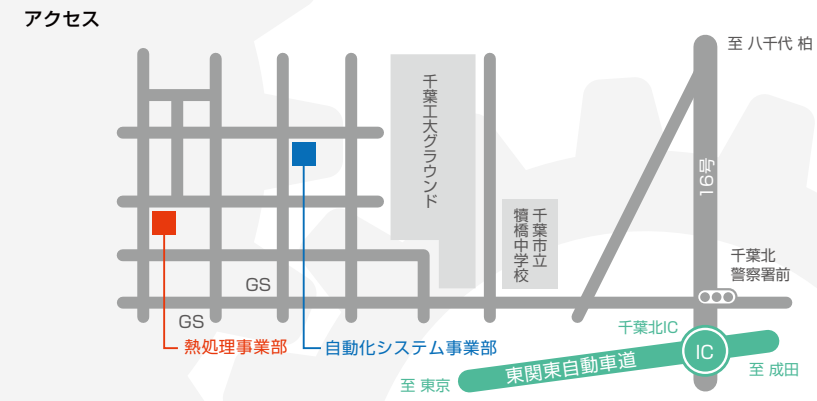 アクセス
至 八千代 柏
千葉工大グラウンド
16号
千葉市立
犢橋中学校
千葉北
警察署前
GS
GS
千葉北IC
熱処理事業部
自動化システム事業部
IC
東関東自動車道
至 成田
至 東京